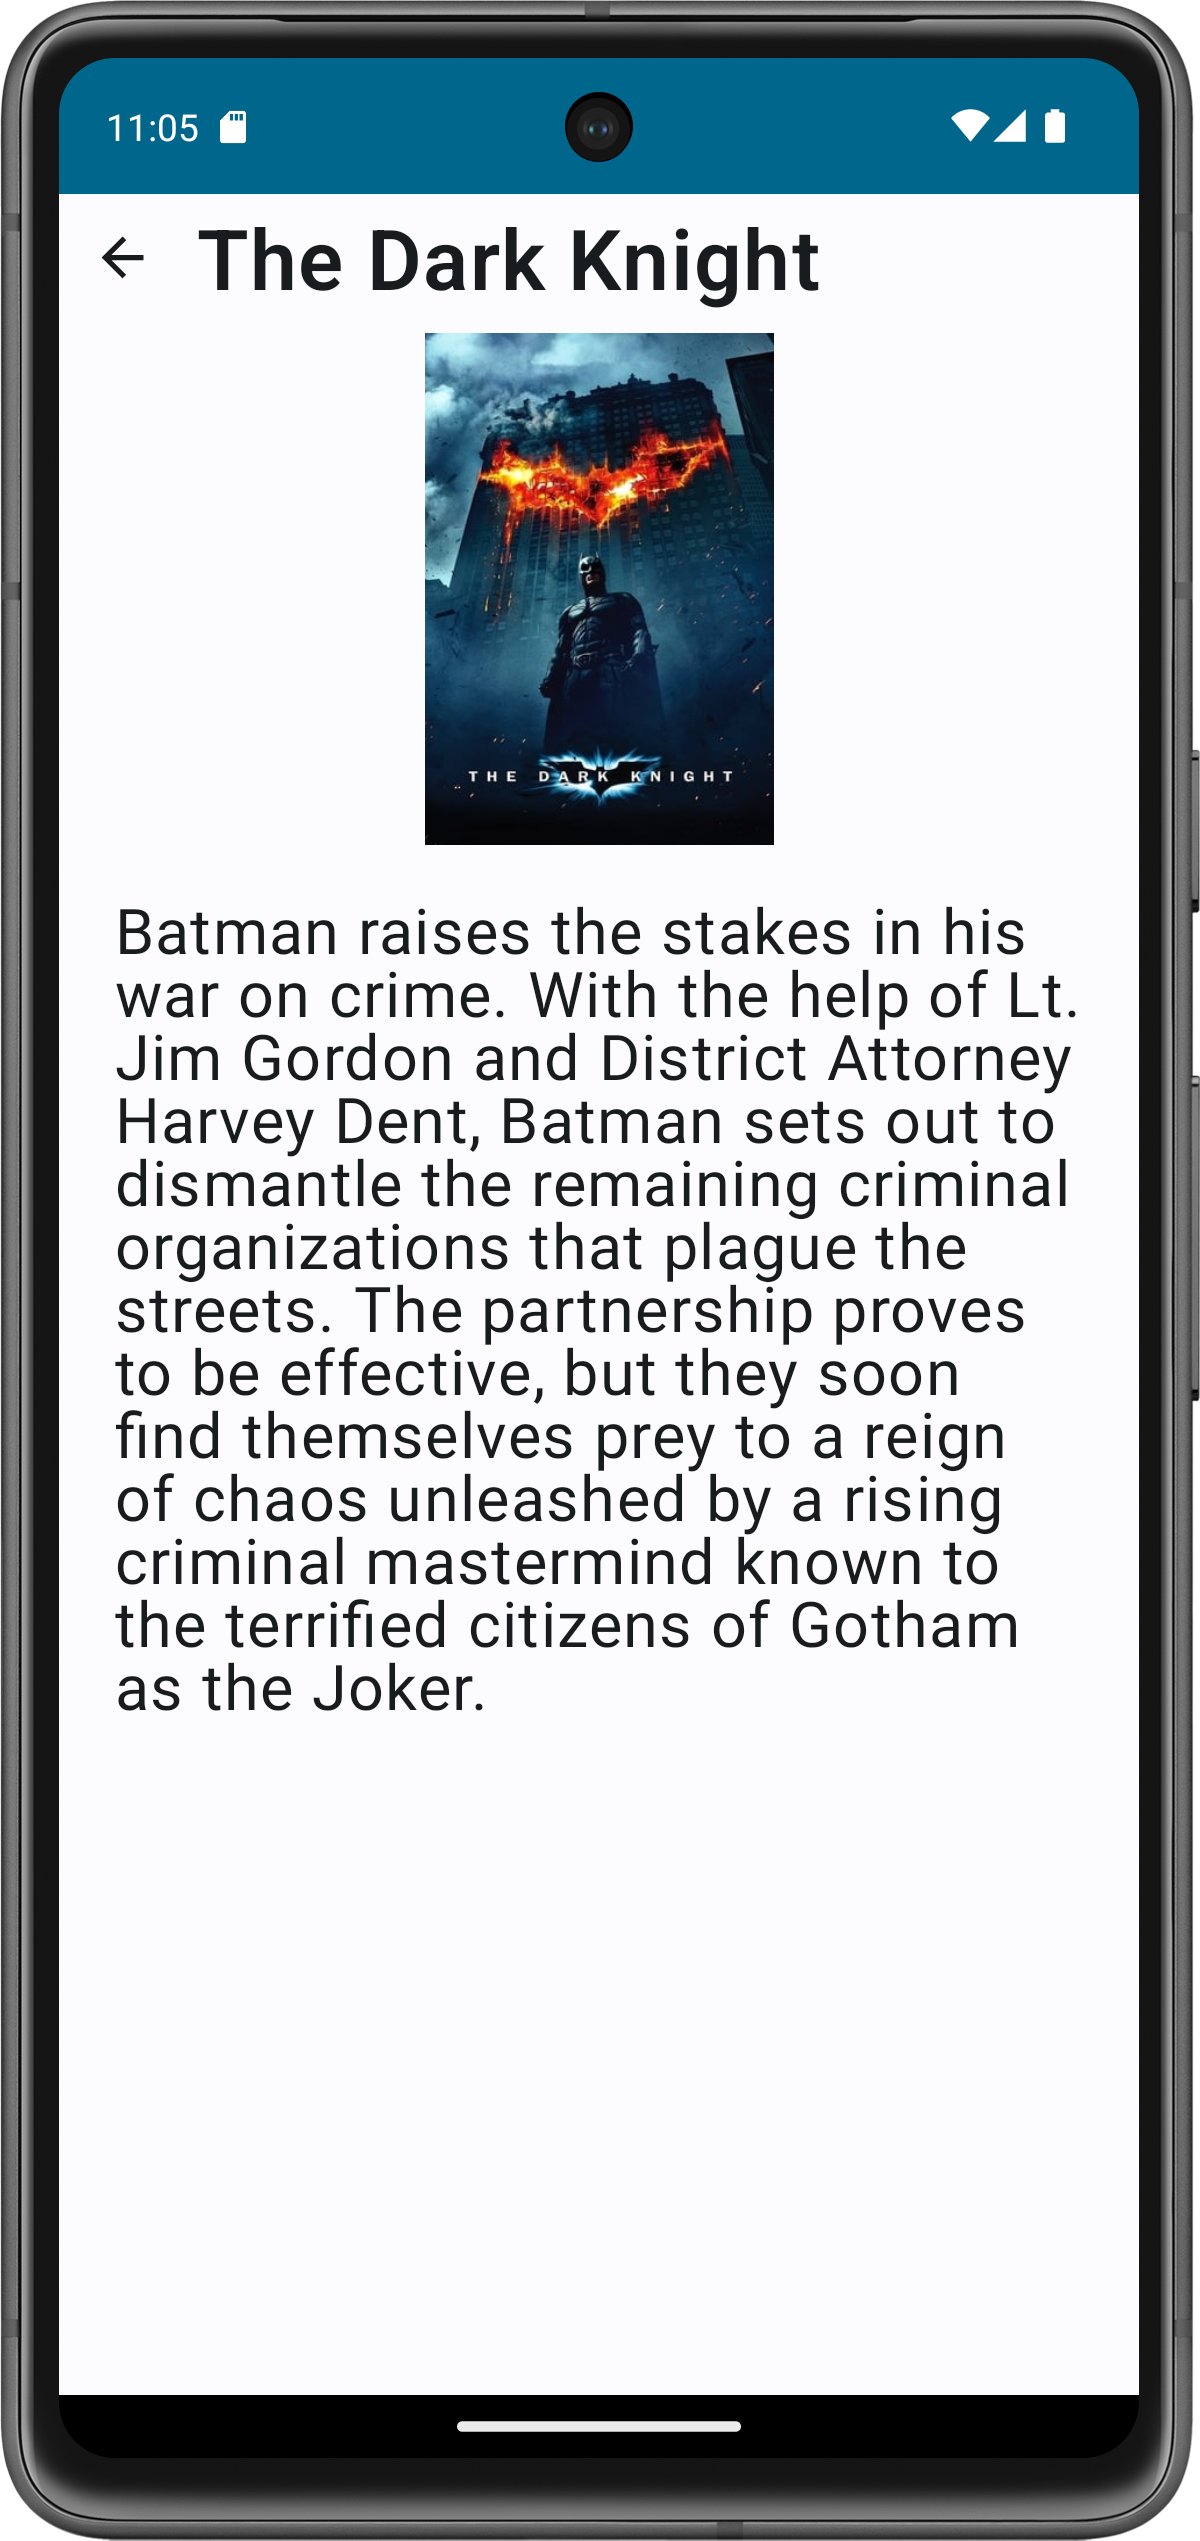 11:05
The Dark Knight
THE DARK KNIGHT
Batman raises the stakes in his
war on crime. With the help of Lt.
Jim Gordon and District Attorney
Harvey Dent, Batman sets out to
dismantle the remaining criminal
organizations that plague the
streets. The partnership proves
to be effective, but they soon
find themselves prey to a reign
of chaos unleashed by a rising
criminal mastermind known to
the terrified citizens of Gotham
as the Joker.